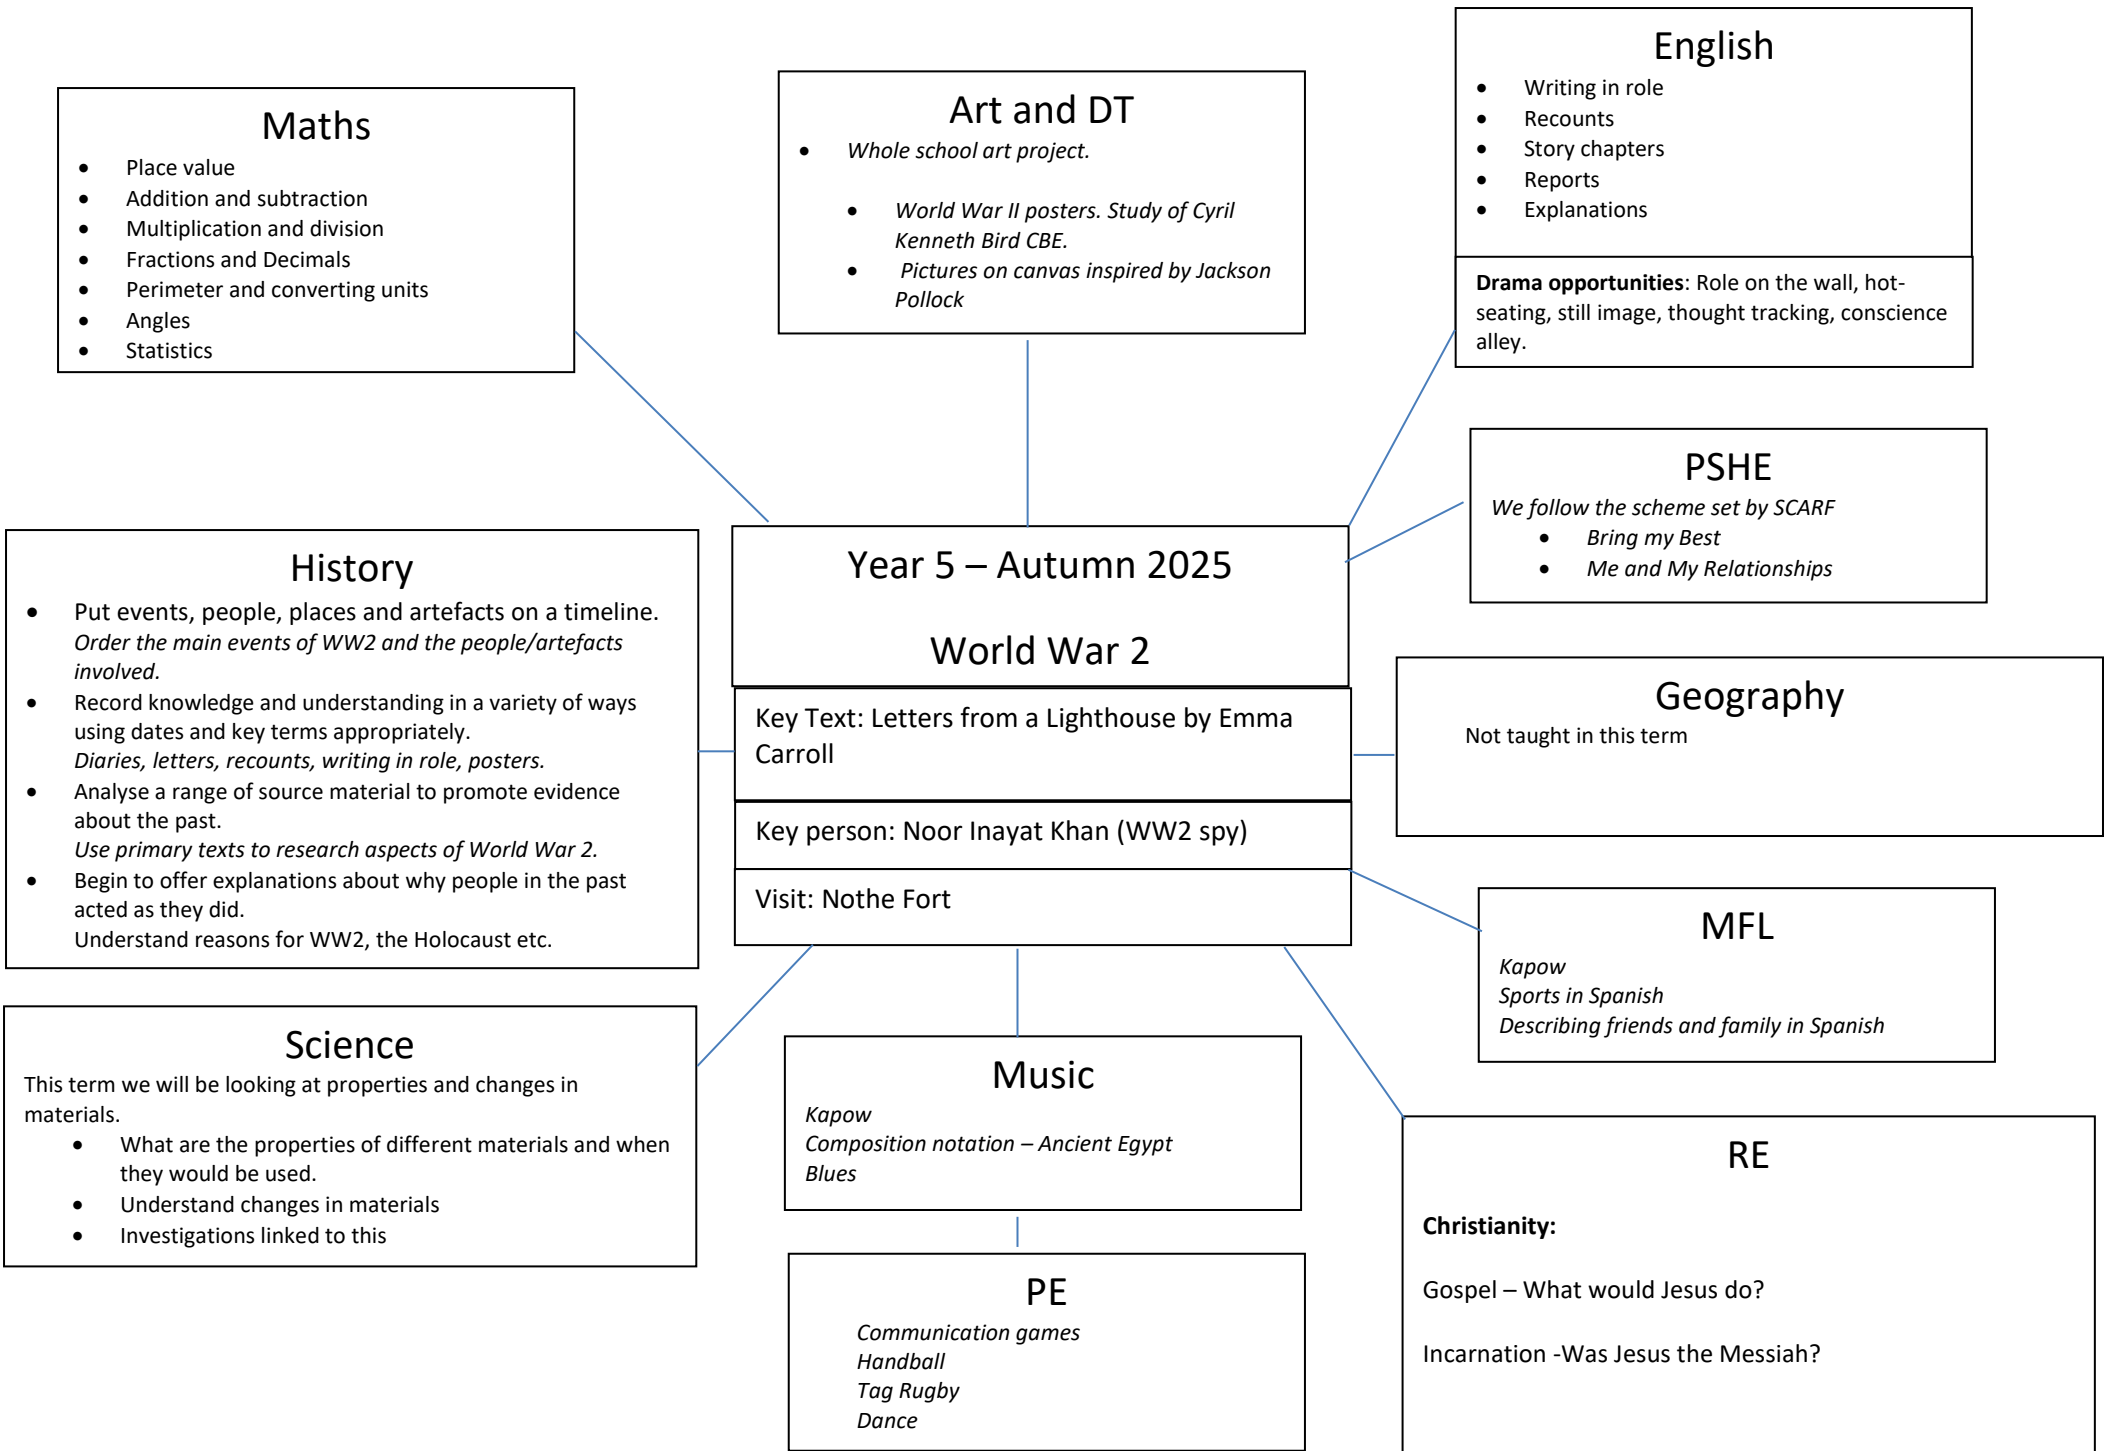 Maths
• Place value
• Addition and subtraction
• Multiplication and division
• Fractions and Decimals
• Perimeter and converting units
• Angles
• Statistics
Art and DT
• Whole school art project.
• World War II posters. Study of Cyril
Kenneth Bird CBE.
• Pictures on canvas inspired by Jackson
Pollock
English
• Writing in role
• Recounts
• Story chapters
• Reports
• Explanations
Drama opportunities: Role on the wall, hot-
seating, still image, thought tracking, conscience
alley.
PSHE
We follow the scheme set by SCARF
• Bring my Best
• Me and My Relationships
History
• Put events, people, places and artefacts on a timeline.
Order the main events of WW2 and the people/artefacts
involved.
• Record knowledge and understanding in a variety of ways
using dates and key terms appropriately.
Diaries, letters, recounts, writing in role, posters.
• Analyse a range of source material to promote evidence
about the past.
Use primary texts to research aspects of World War 2.
• Begin to offer explanations about why people in the past
acted as they did.
Understand reasons for WW2, the Holocaust etc.
Year 5 – Autumn 2025
World War 2
Key Text: Letters from a Lighthouse by Emma
Carroll
Key person: Noor Inayat Khan (WW2 spy)
Visit: Nothe Fort
Geography
Not taught in this term
MFL
Kapow
Sports in Spanish
Describing friends and family in Spanish
Science
This term we will be looking at properties and changes in
materials.
• What are the properties of different materials and when
they would be used.
• Understand changes in materials
• Investigations linked to this
Music
Kapow
Composition notation – Ancient Egypt
Blues
PE
Communication games
Handball
Tag Rugby
Dance
RE
Christianity:
Gospel – What would Jesus do?
Incarnation -Was Jesus the Messiah?